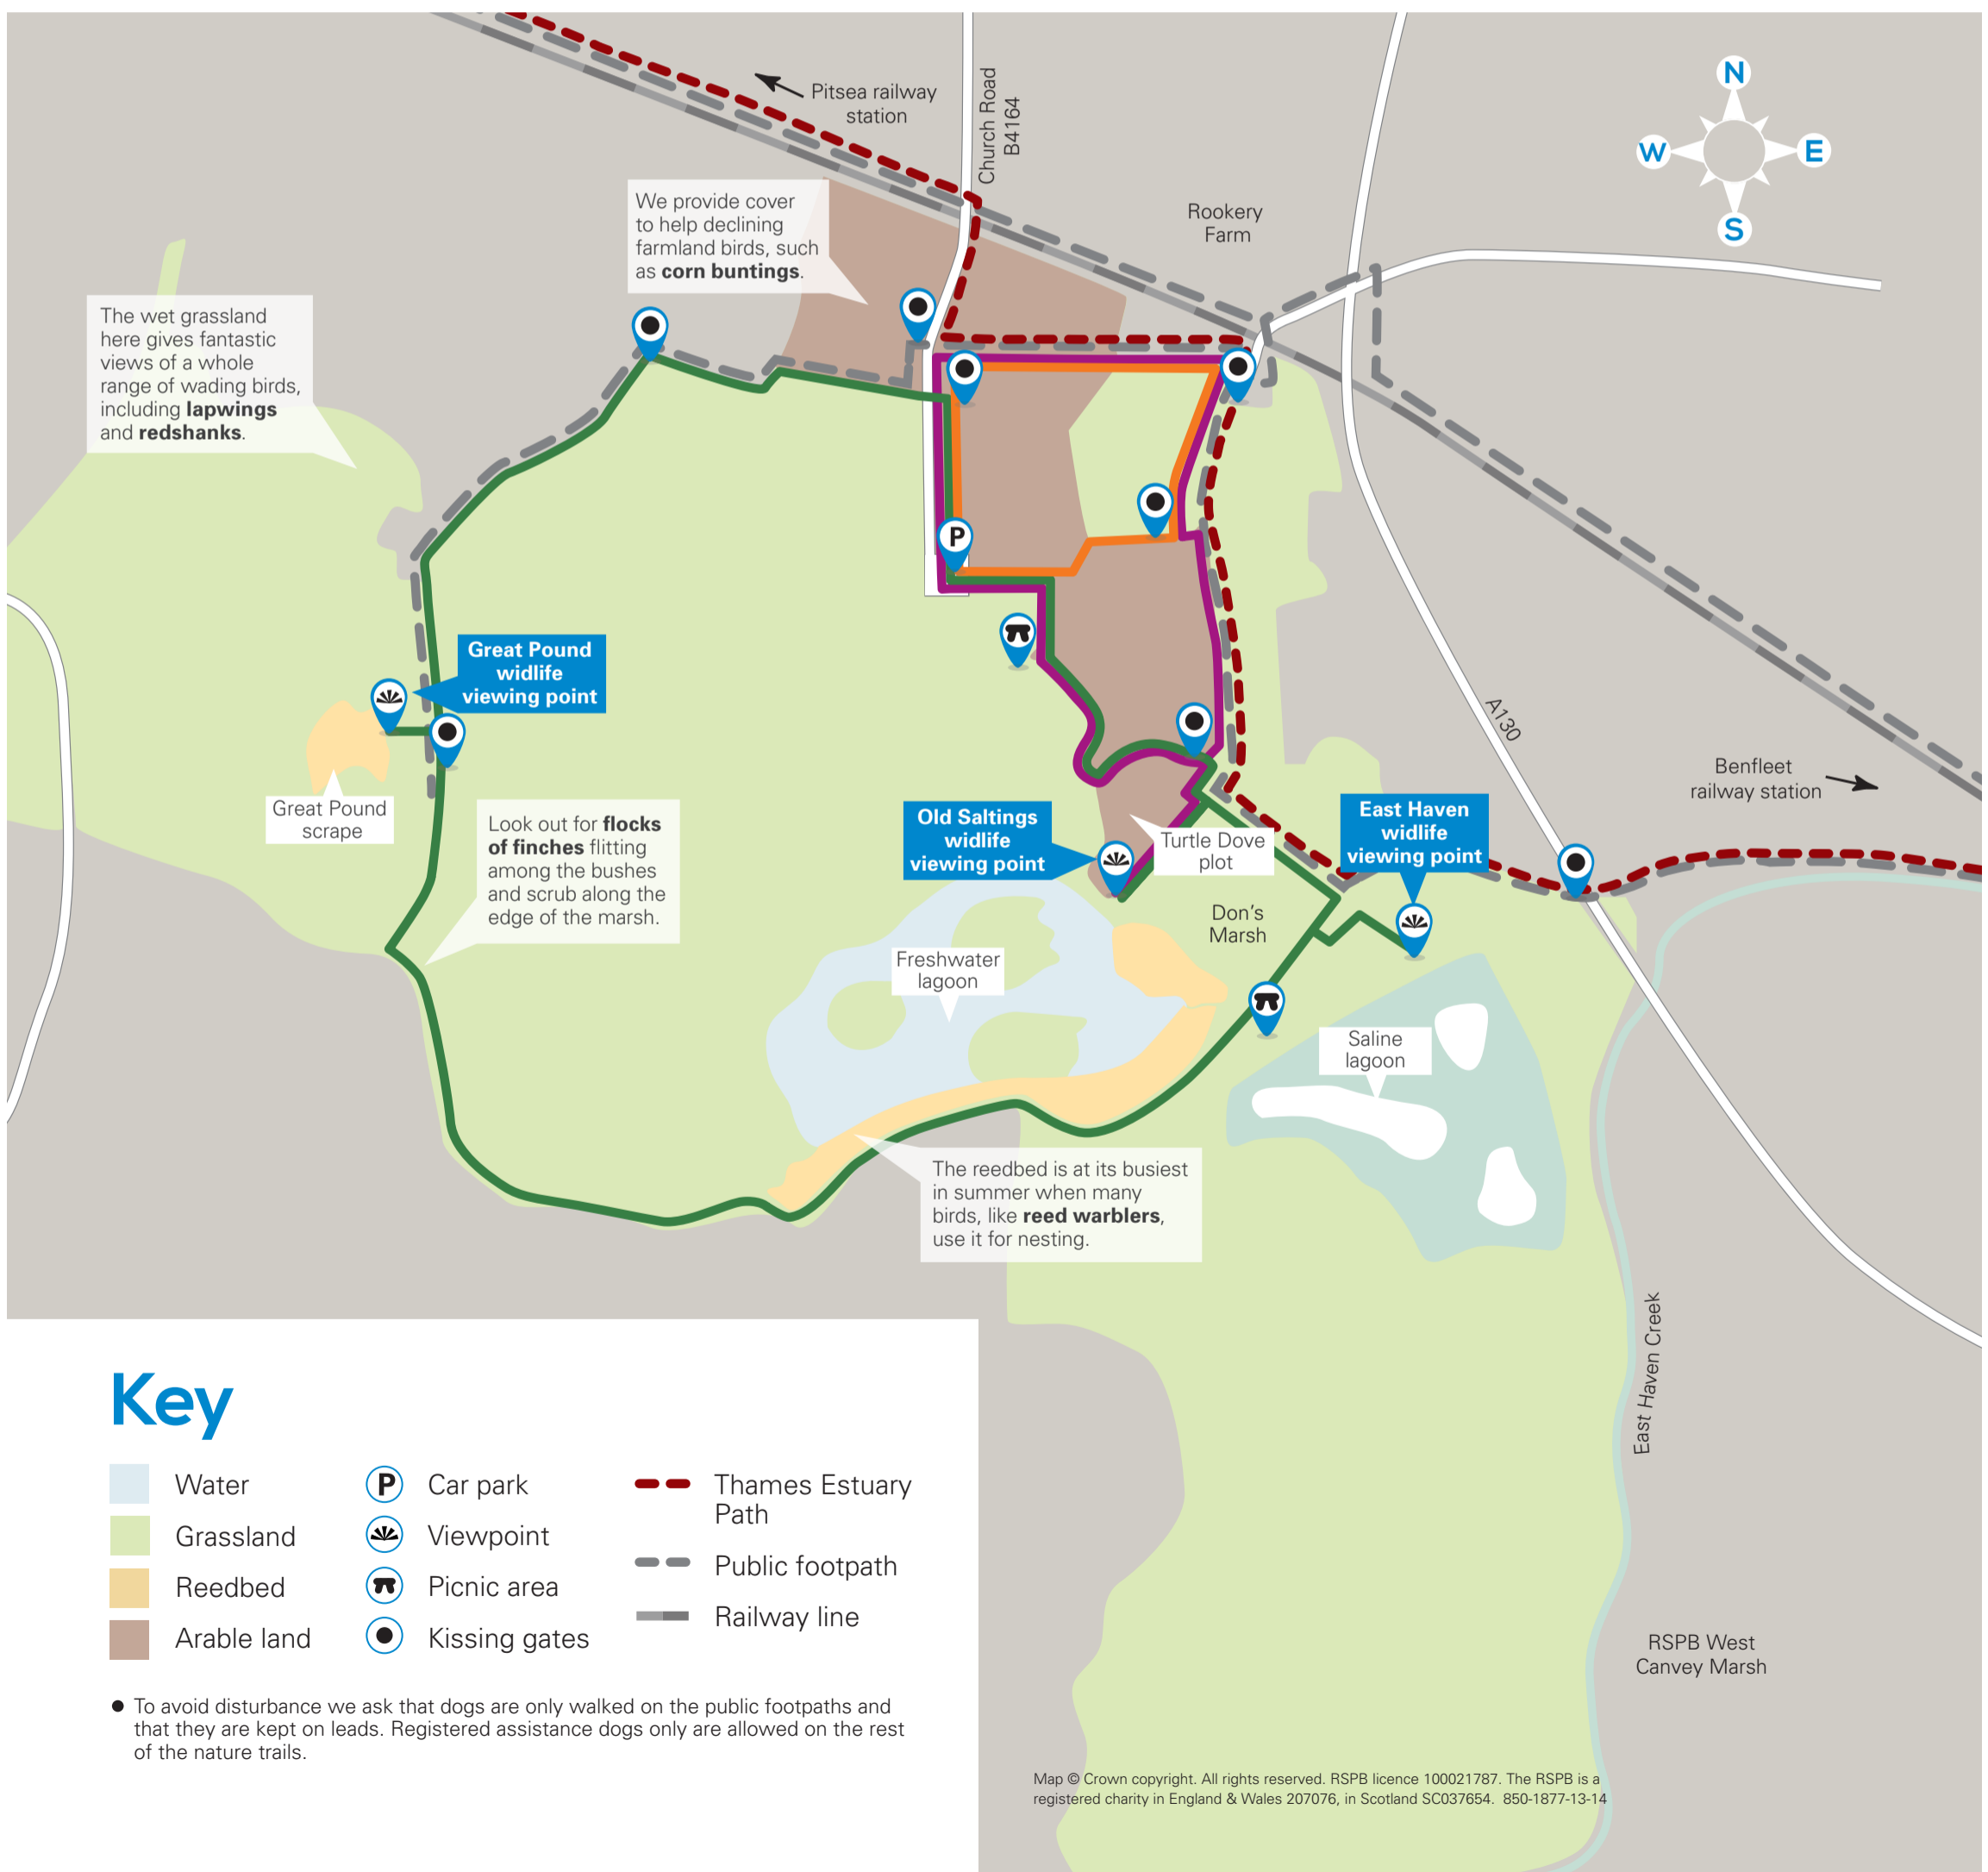 N
W
E
S
Pitsea railway
station
Church Road
B4164
Rookery
Farm
We provide cover
to help declining
farmland birds, such
as corn buntings.
The wet grassland
here gives fantastic
views of a whole
range of wading birds,
including lapwings
and redshanks.
P
Great Pound
widlife
viewing point
Great Pound
scrape
A130
Benfleet
railway station
Look out for flocks
of finches flitting
among the bushes
and scrub along the
edge of the marsh.
Old Saltings
widlife
viewing point
Turtle Dove
plot
East Haven
widlife
viewing point
Don's
Marsh
Freshwater
lagoon
Saline
lagoon
The reedbed is at its busiest
in summer when many
birds, like reed warblers,
use it for nesting.
East Haven Creek
RSPB West
Canvey Marsh
Key
Water
Grassland
Reedbed
Arable land
P
Car park
Viewpoint
Picnic area
Kissing gates
Thames Estuary
Path
Public footpath
Railway line
● To avoid disturbance we ask that dogs are only walked on the public footpaths and
that they are kept on leads. Registered assistance dogs only are allowed on the rest
of the nature trails.
Map © Crown copyright. All rights reserved. RSPB licence 100021787. The RSPB is a
registered charity in England & Wales 207076, in Scotland SC037654. 850-1877-13-14